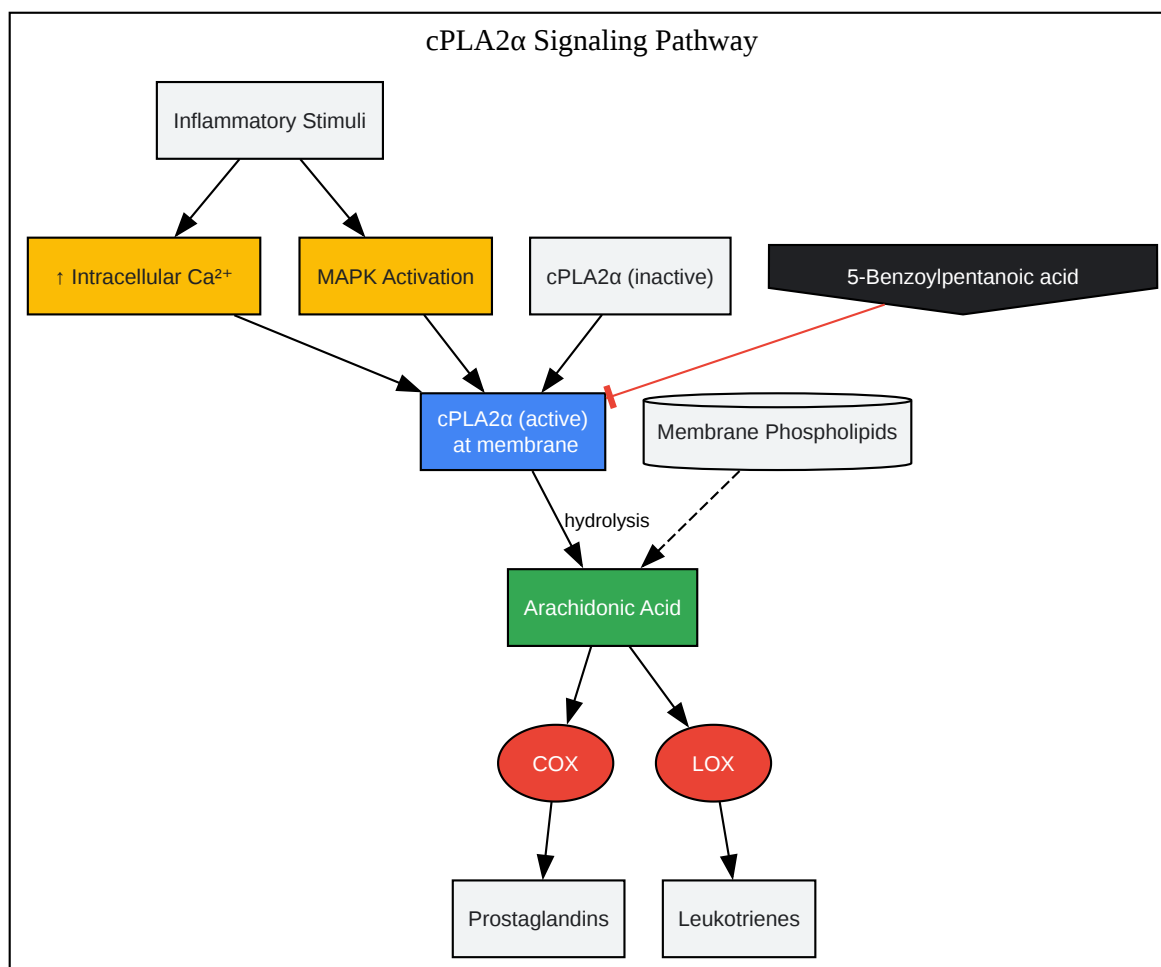 cPLA2α Signaling Pathway
Inflammatory Stimuli
↑ Intracellular Ca²⁺
MAPK Activation
cPLA2α (inactive)
5-Benzoylpentanoic acid
cPLA2α (active)
at membrane
Membrane Phospholipids
hydrolysis
Arachidonic Acid
COX
LOX
Prostaglandins
Leukotrienes